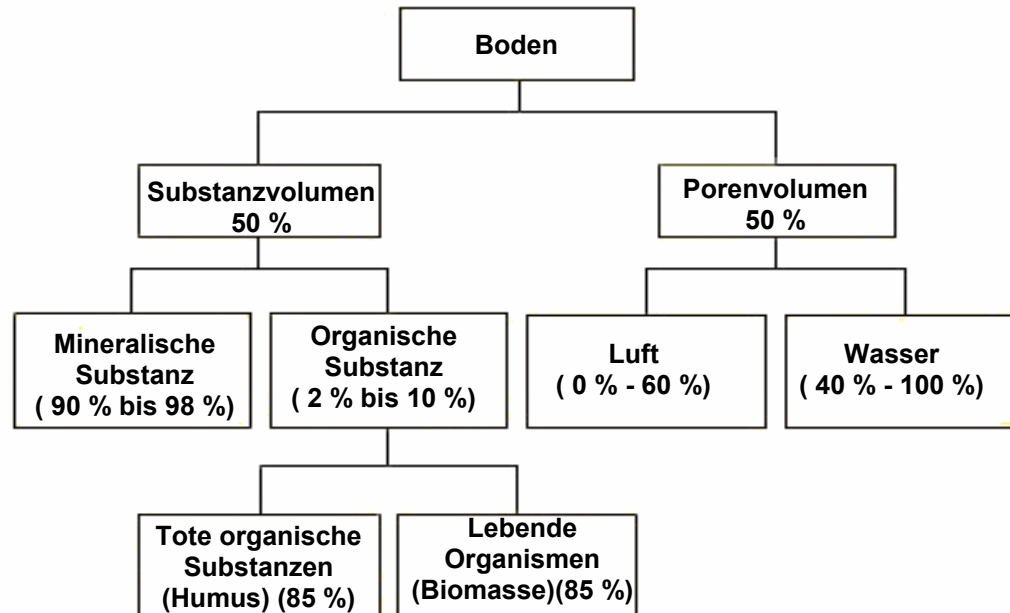 Boden
Substanzvolumen
50 %
Porenvolumen
50 %
Mineralische
Substanz
( 90 % bis 98 %)
Organische
Substanz
( 2 % bis 10 %)
Luft
( 0 % - 60 %)
Wasser
( 40 % - 100 %)
Tote organische
Substanzen
(Humus) (85 %)
Lebende
Organismen
(Biomasse)(85 %)